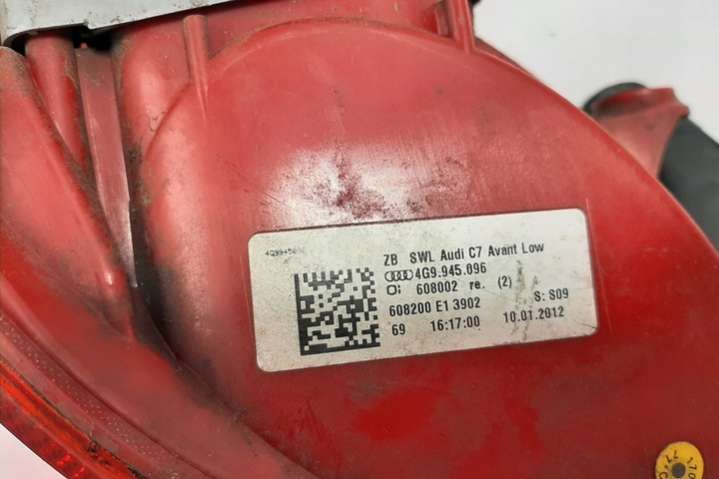 ZB SWL Audi C7 Avant Low
4G9.945.096
608002 re. (2)
608200 E1 3902 S: S09
69 16:17:00 10.01.2012